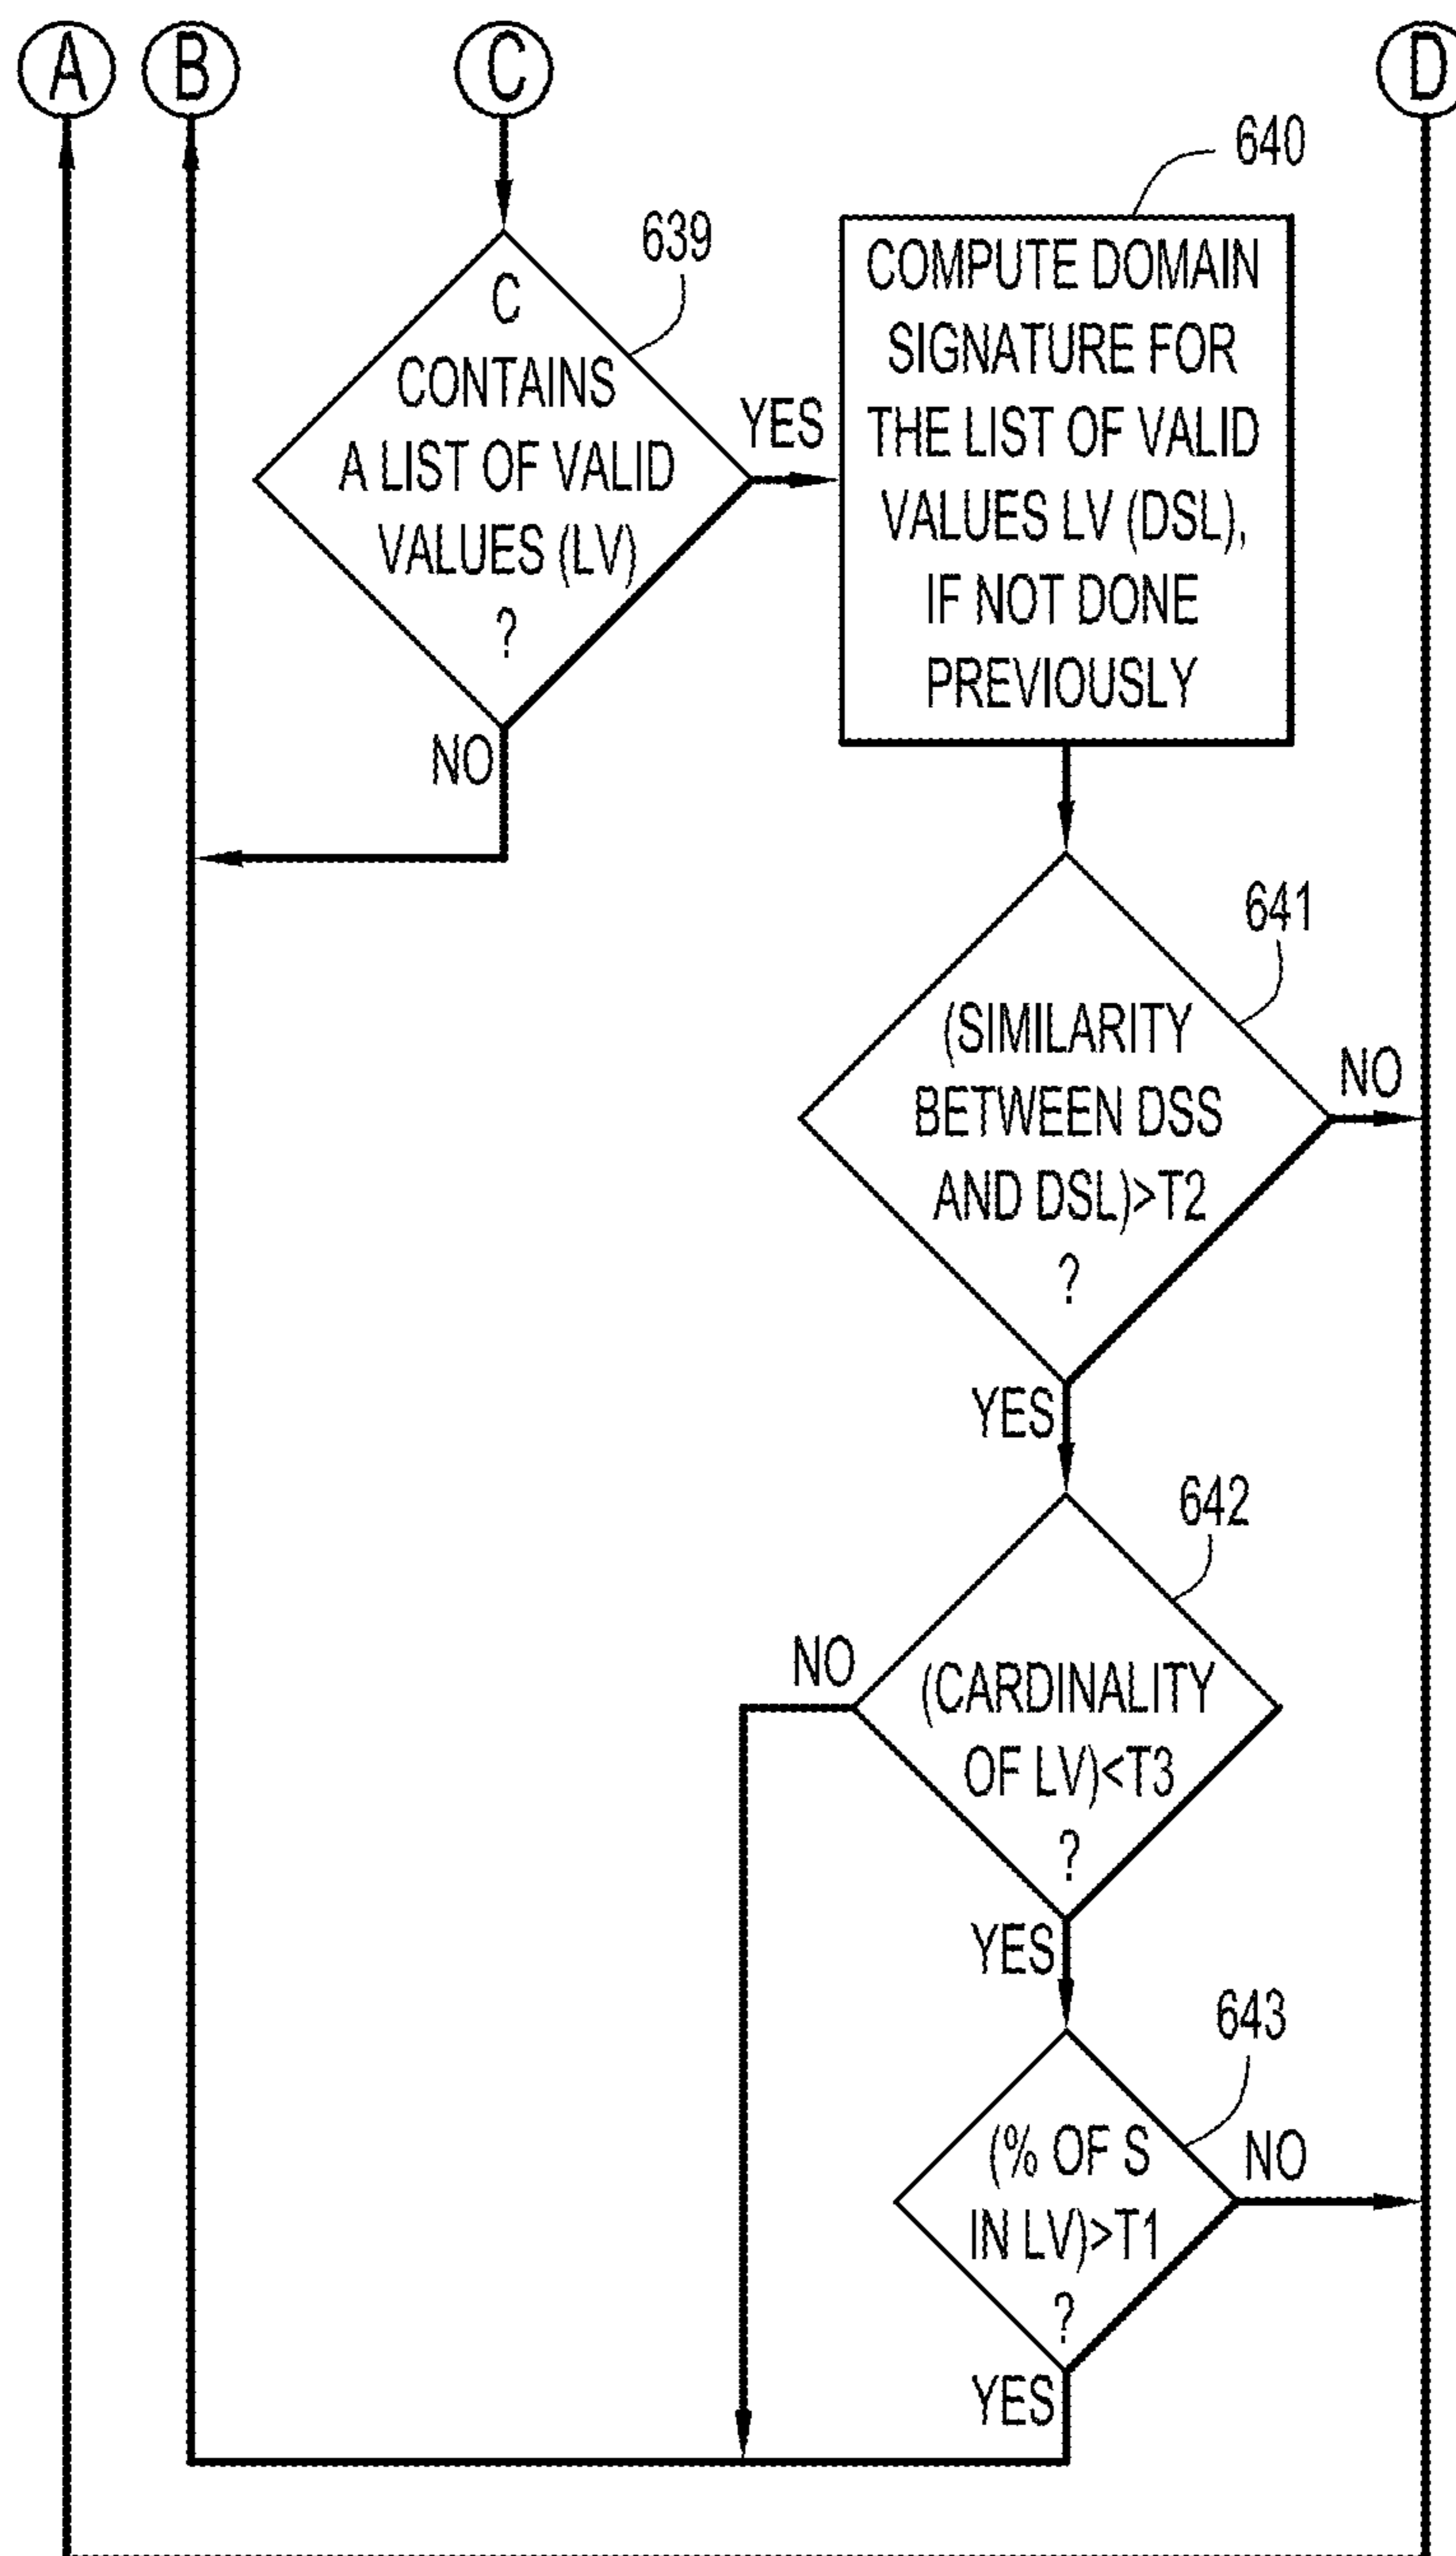 A
B
C
D
640
639
C
CONTAINS
A LIST OF VALID
VALUES (LV)
?
YES
NO
COMPUTE DOMAIN
SIGNATURE FOR
THE LIST OF VALID
VALUES LV (DSL),
IF NOT DONE
PREVIOUSLY
641
(SIMILARITY
BETWEEN DSS
AND DSL)>T2
?
NO
YES
642
NO
(CARDINALITY
OF LV)<T3
?
YES
643
(% OF S
IN LV)>T1
?
NO
YES